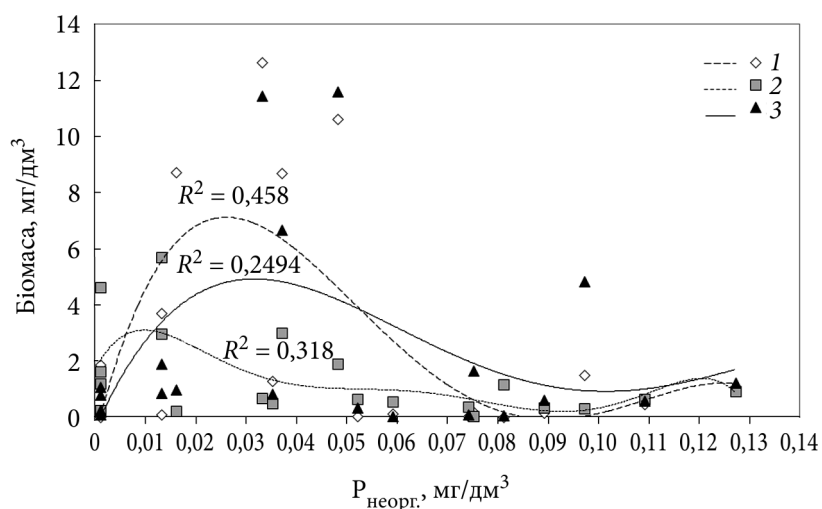 14
12
10
8
6
4
2
0
Біомаса, мг/дм³
1
2
3
R² = 0,458
R² = 0,2494
R² = 0,318
0 0,01 0,02 0,03 0,04 0,05 0,06 0,07 0,08 0,09 0,10 0,11 0,12 0,13 0,14
Pнеорг., мг/дм³